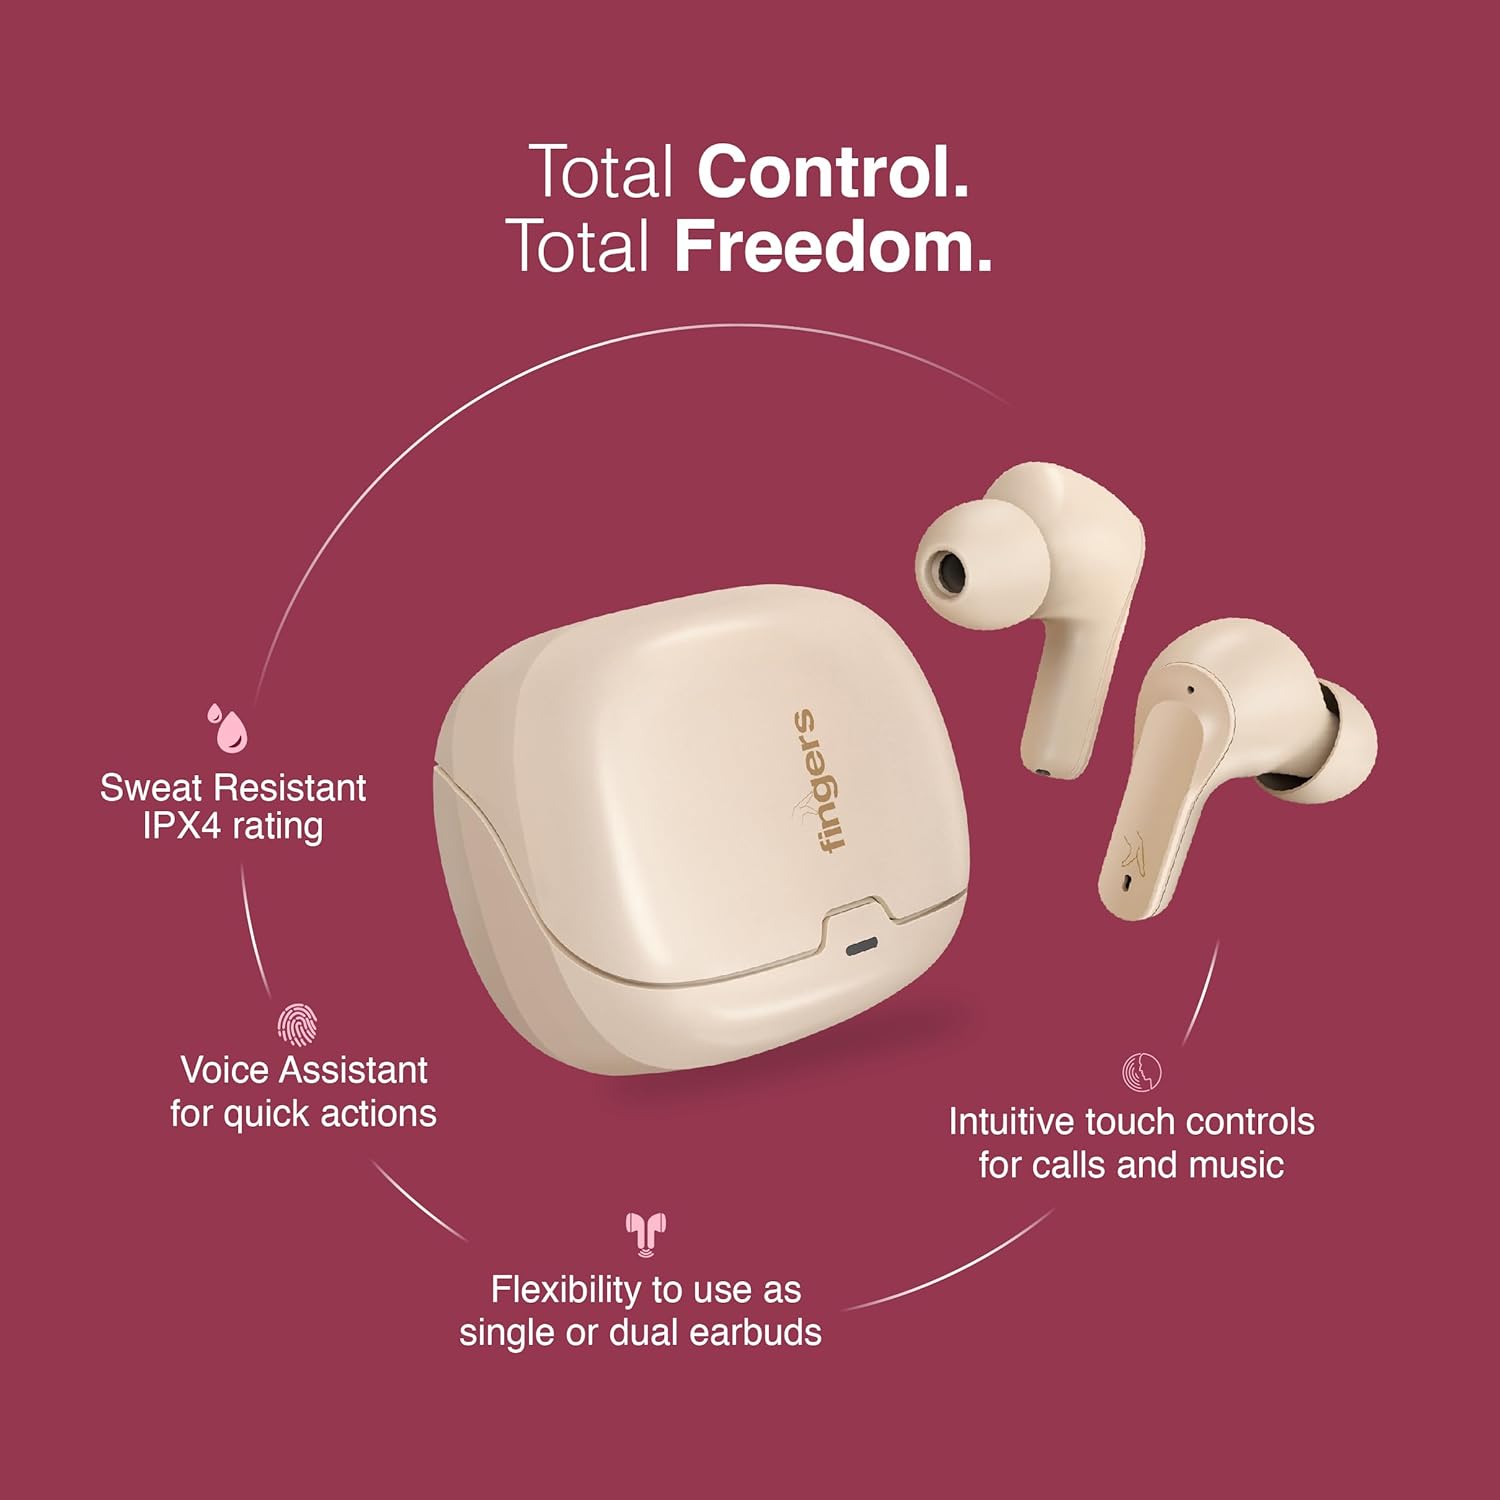 Total Control.
Total Freedom.
fingers
Sweat Resistant
IPX4 rating
Voice Assistant
for quick actions
Intuitive touch controls
for calls and music
Flexibility to use as
single or dual earbuds